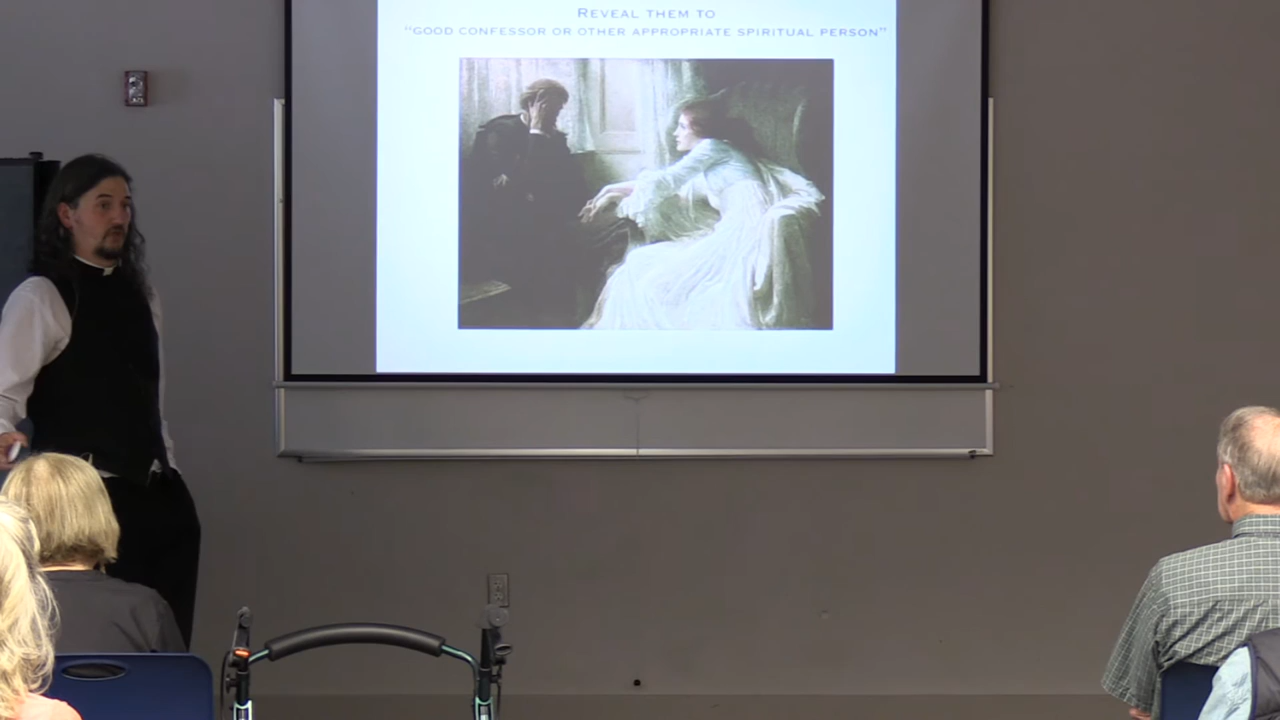 Reveal them to
"good confessor or other appropriate spiritual person"